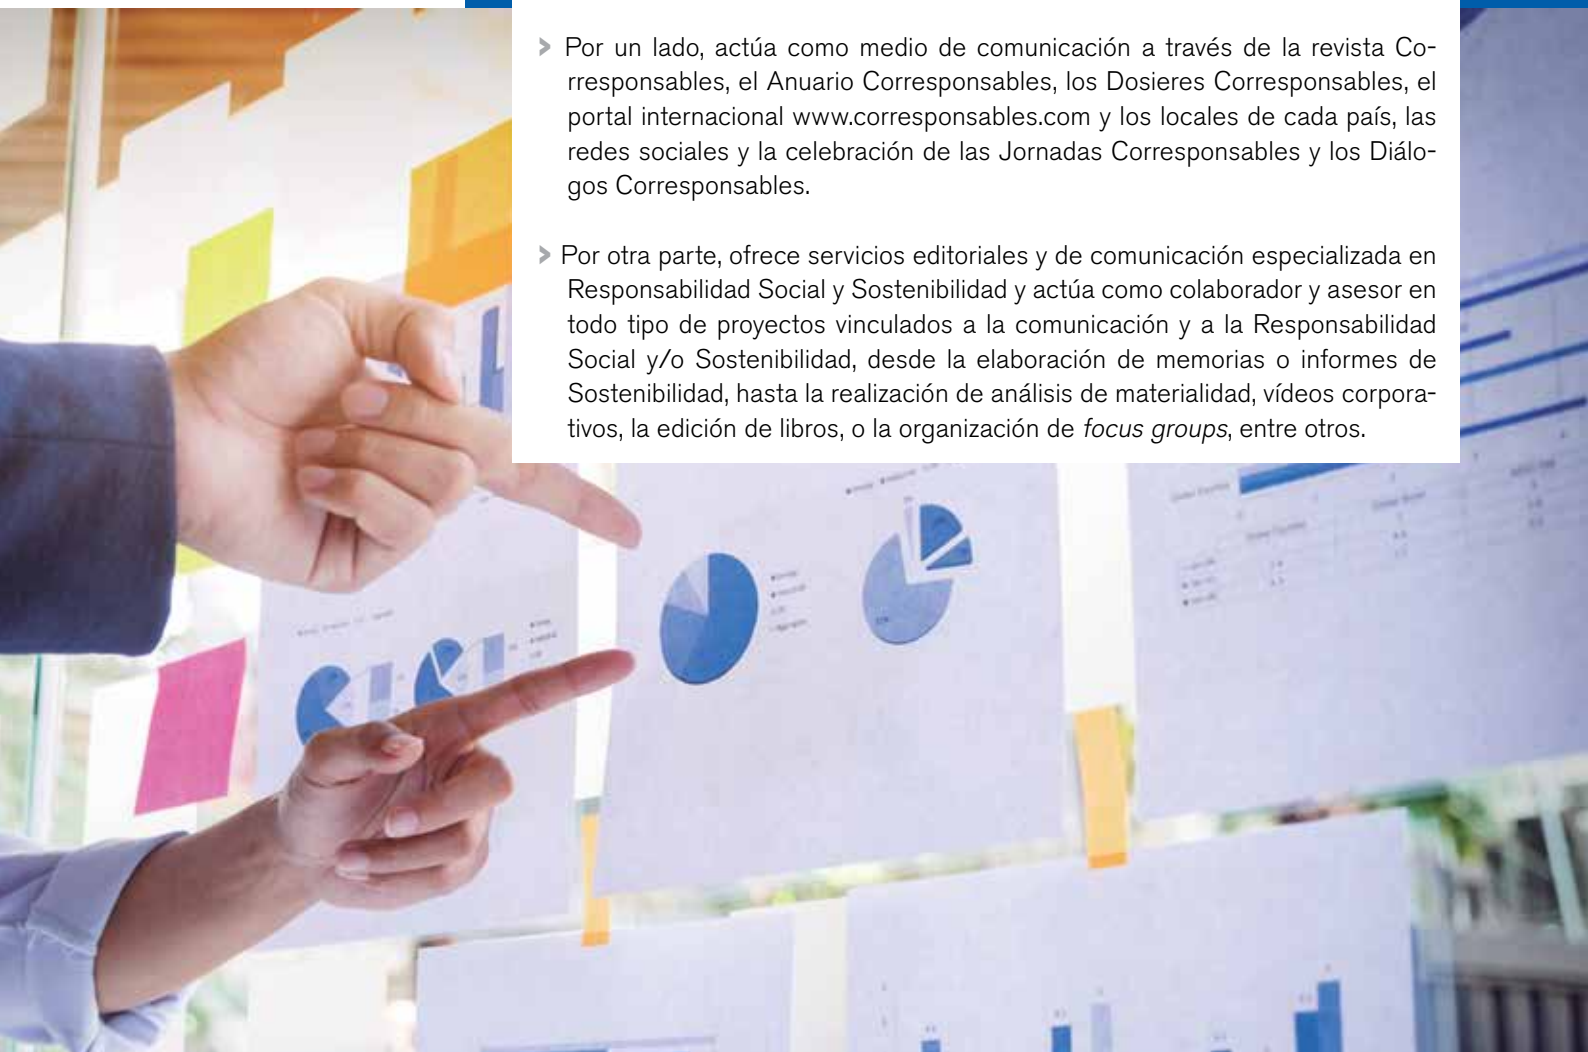 > Por un lado, actúa como medio de comunicación a través de la revista Co-
rresponsables, el Anuario Corresponsables, los Dosieres Corresponsables, el
portal internacional www.corresponsables.com y los locales de cada país, las
redes sociales y la celebración de las Jornadas Corresponsables y los Diálo-
gos Corresponsables.
> Por otra parte, ofrece servicios editoriales y de comunicación especializada en
Responsabilidad Social y Sostenibilidad y actúa como colaborador y asesor en
todo tipo de proyectos vinculados a la comunicación y a la Responsabilidad
Social y/o Sostenibilidad, desde la elaboración de memorias o informes de
Sostenibilidad, hasta la realización de análisis de materialidad, vídeos corpora-
tivos, la edición de libros, o la organización de focus groups, entre otros.